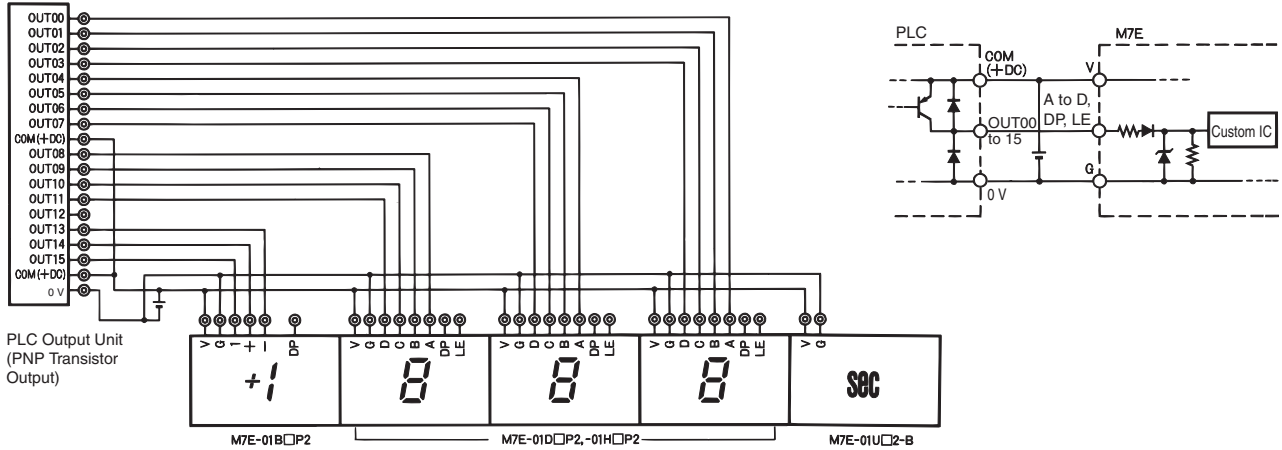 OUT00
OUT01
OUT02
OUT03
OUT04
OUT05
OUT06
OUT07
COM(+DC)
OUT08
OUT09
OUT10
OUT11
OUT12
OUT13
OUT14
OUT15
COM(+DC)
0 V
PLC Output Unit
(PNP Transistor
Output)
V G 1 + − DP
V G D C B A DP LE
V G D C B A DP LE
V G D C B A DP LE
V G
+1
8
8
8
sec
M7E-01B□P2
M7E-01D□P2, -01H□P2
M7E-01U□2-B
PLC
M7E
COM
(+DC)
V
A to D,
DP, LE
OUT00
to 15
Custom IC
G
0 V